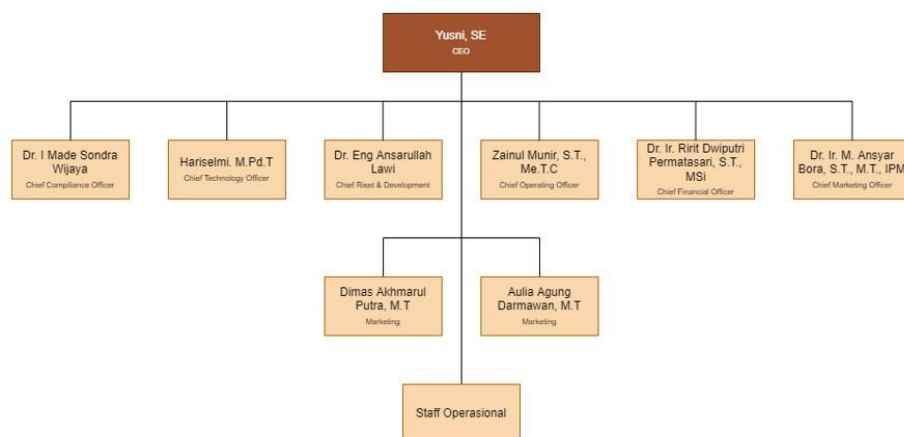 Yusni, SE
CEO
Dr. I Made Sondra
Wijaya
Chief Compliance Officer
Hariselmi. M.Pd.T
Chief Technology Officer
Dr. Eng Ansarullah
Lawi
Chief Riset & Development
Zainul Munir, S.T.,
Me.T.C
Chief Operating Officer
Dr. Ir. Ririt Dwiputri
Permatasari, S.T.,
MSi
Chief Financial Officer
Dr. Ir. M. Ansyar
Bora, S.T., M.T., IPM
Chief Marketing Officer
Dimas Akhmarul
Putra, M.T
Marketing
Aulia Agung
Darmawan, M.T
Marketing
Staff Operasional